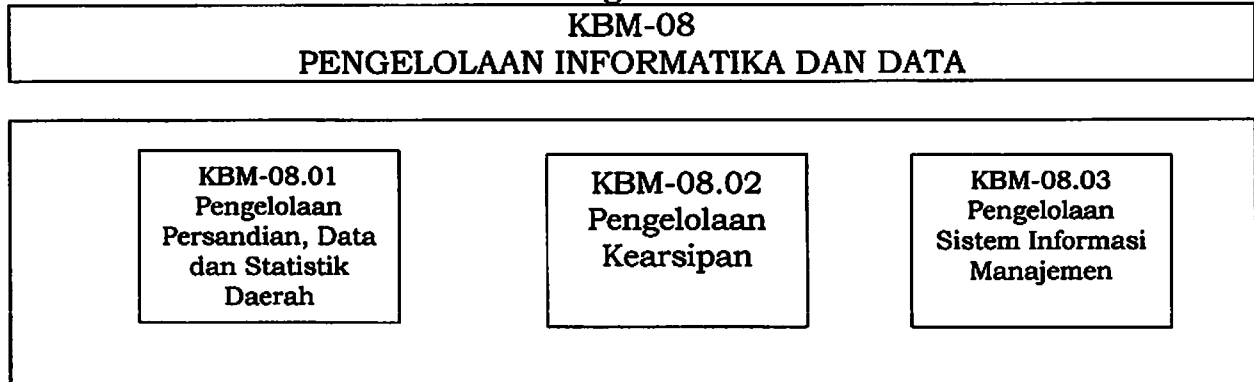 KBM-08
PENGELOLAAN INFORMATIKA DAN DATA
KBM-08.01
Pengelolaan
Persandian, Data
dan Statistik
Daerah
KBM-08.02
Pengelolaan
Kearsipan
KBM-08.03
Pengelolaan
Sistem Informasi
Manajemen